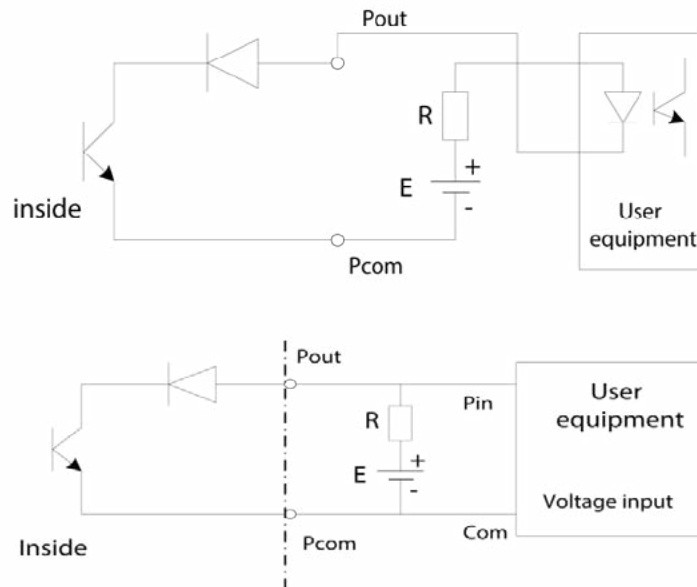 Pout
R
+
E
-
inside
User
equipment
Pcom
Pout
Pin
User
equipment
R
+
E
-
Voltage input
Com
Inside
Pcom